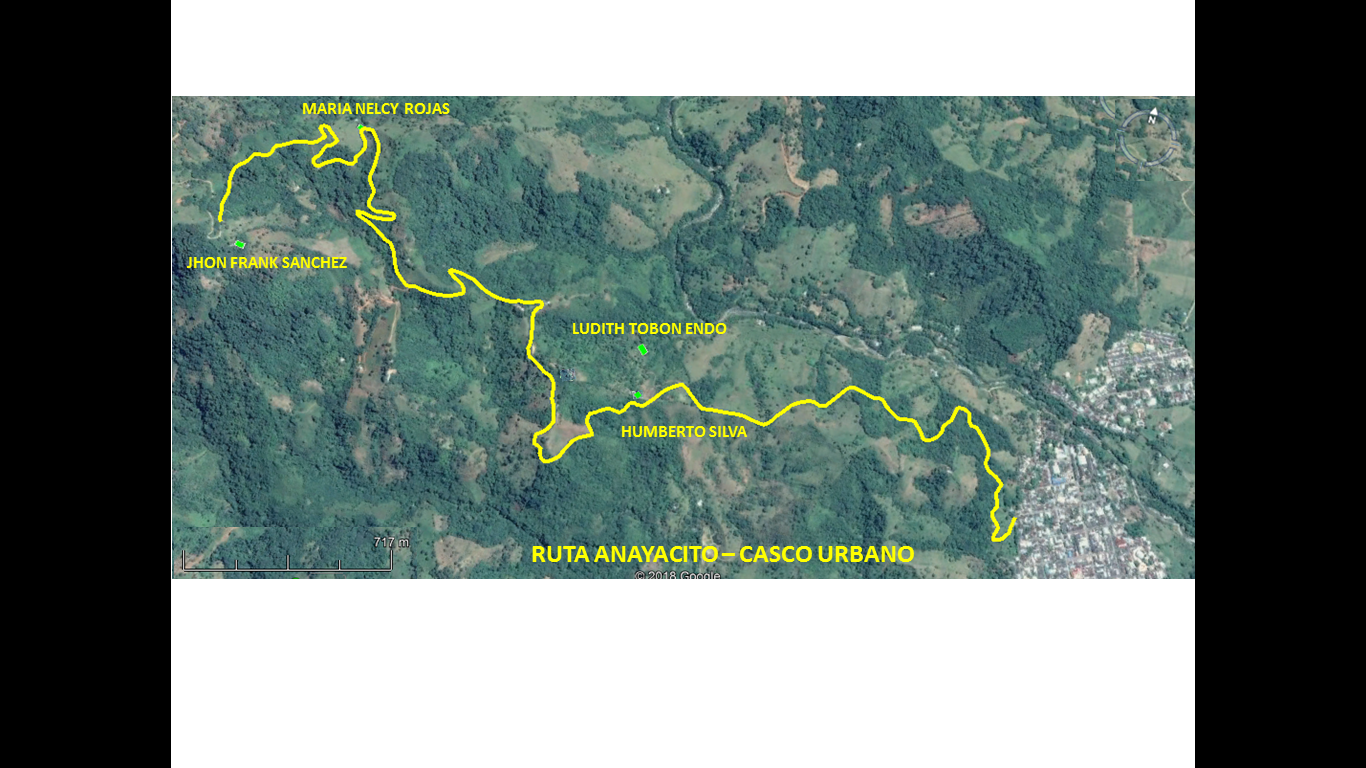 MARIA NELCY ROJAS
N
JHON FRANK SANCHEZ
LUDITH TOBON ENDO
HUMBERTO SILVA
717 m
RUTA ANAYACITO – CASCO URBANO
© 2018 Google